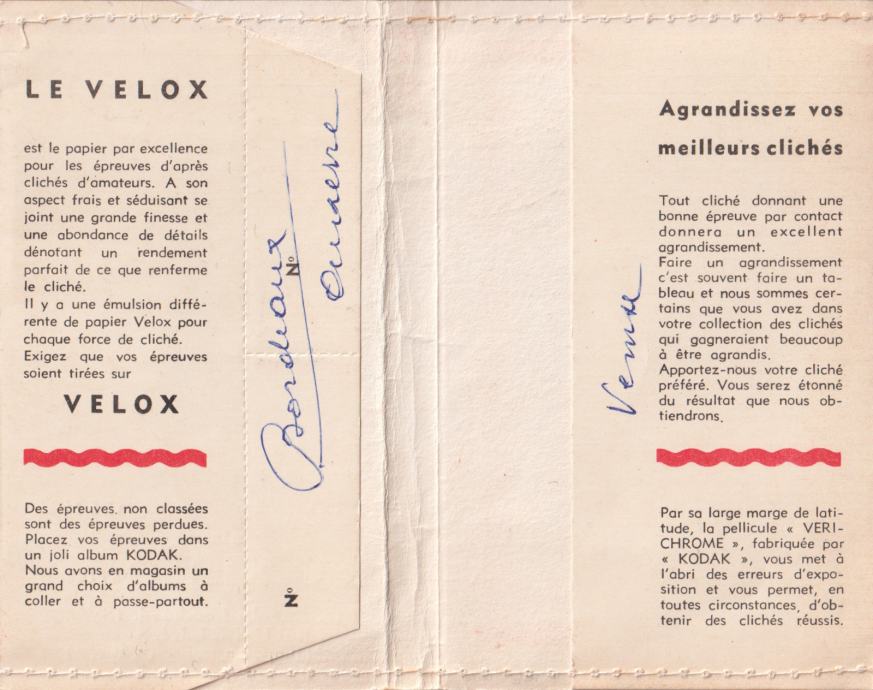 LE VELOX
est le papier par excellence
pour les épreuves d'après
clichés d'amateurs. A son
aspect frais et séduisant se
joint une grande finesse et
une abondance de détails
dénotant un rendement
parfait de ce que renferme
le cliché.
Il y a une émulsion diffé-
rente de papier Velox pour
chaque force de cliché.
Exigez que vos épreuves
soient tirées sur
VELOX
Des épreuves non classées
sont des épreuves perdues.
Placez vos épreuves dans
un joli album KODAK.
Nous avons en magasin un
grand choix d'albums à
coller et à passe-partout.
Bordeaux
Nº
Nº
Agrandissez vos
meilleurs clichés
Tout cliché donnant une
bonne épreuve par contact
donnera un excellent
agrandissement.
Faire un agrandissement
c'est souvent faire un ta-
bleau et nous sommes cer-
tains que vous avez dans
votre collection des clichés
qui gagneraient beaucoup
à être agrandis.
Apportez-nous votre cliché
préféré. Vous serez étonné
du résultat que nous ob-
tiendrons.
Par sa large marge de lati-
tude, la pellicule « VERI-
CHROME », fabriquée par
« KODAK », vous met à
l'abri des erreurs d'expo-
sition et vous permet, en
toutes circonstances, d'ob-
tenir des clichés réussis.